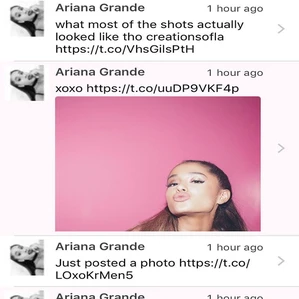 Ariana Grande 1 hour ago
what most of the shots actually
looked like tho creationsofla
https://t.co/VhsGilsPtH
Ariana Grande 1 hour ago
xoxo https://t.co/uuDP9VKF4p
Ariana Grande 1 hour ago
Just posted a photo https://t.co/
LOxoKrMen5
Ariana Grande 1 hour ago